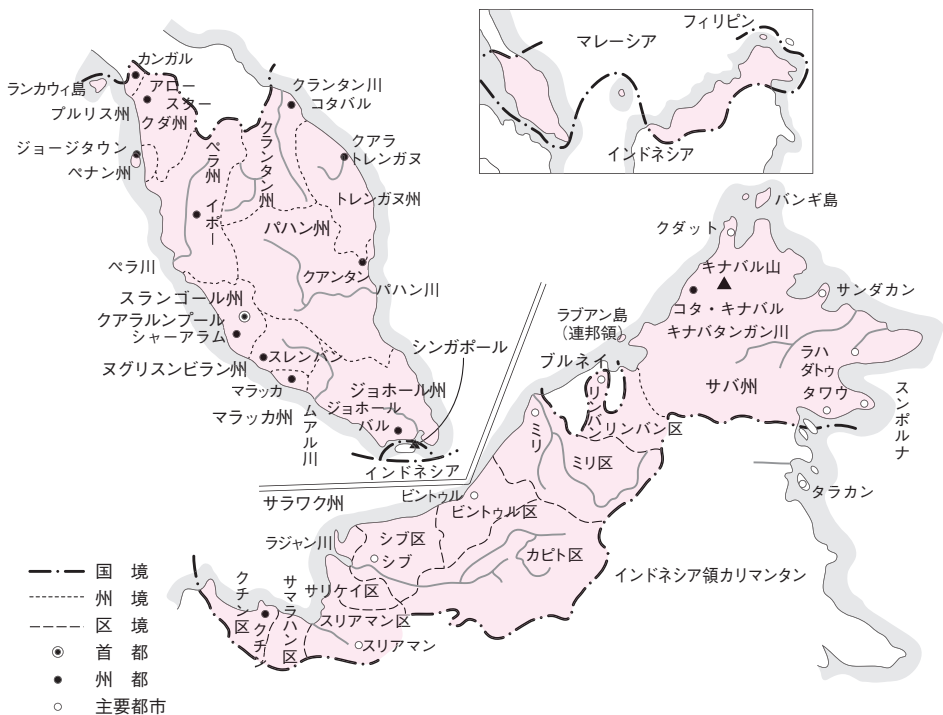 カンガル
ランカウィ島
アロー
スター
プルリス州
クダ州
ジョージタウン
ペナン州
クランタン川
コタバル
クアラ
トレンガヌ
ペラ州
クランタン州
トレンガヌ州
イポー
パハン州
ペラ川
クアンタン
パハン川
スランゴール州
クアラルンプール
シャーアラム
スレンバン
ヌグリスンビラン州
マラッカ
マラッカ州
ムアル川
ジョホール州
ジョホール
バル
シンガポール
インドネシア
フィリピン
マレーシア
インドネシア
バンギ島
クダット
キナバル山
サンダカン
コタ・キナバル
キナバタンガン川
ラブアン島
(連邦領)
ブルネイ
ラハ
ダトゥ
サバ州
タワウ
スンポルナ
リンバン
リンバン区
ミリ
ミリ区
サラワク州
ビントゥル
ビントゥル区
タラカン
ラジャン川
シブ区
シブ
カピト区
インドネシア領カリマンタン
サリケイ区
クチン区
クチン
サマラハン区
スリアマン区
スリアマン
国 境
州 境
区 境
首 都
州 都
主要都市